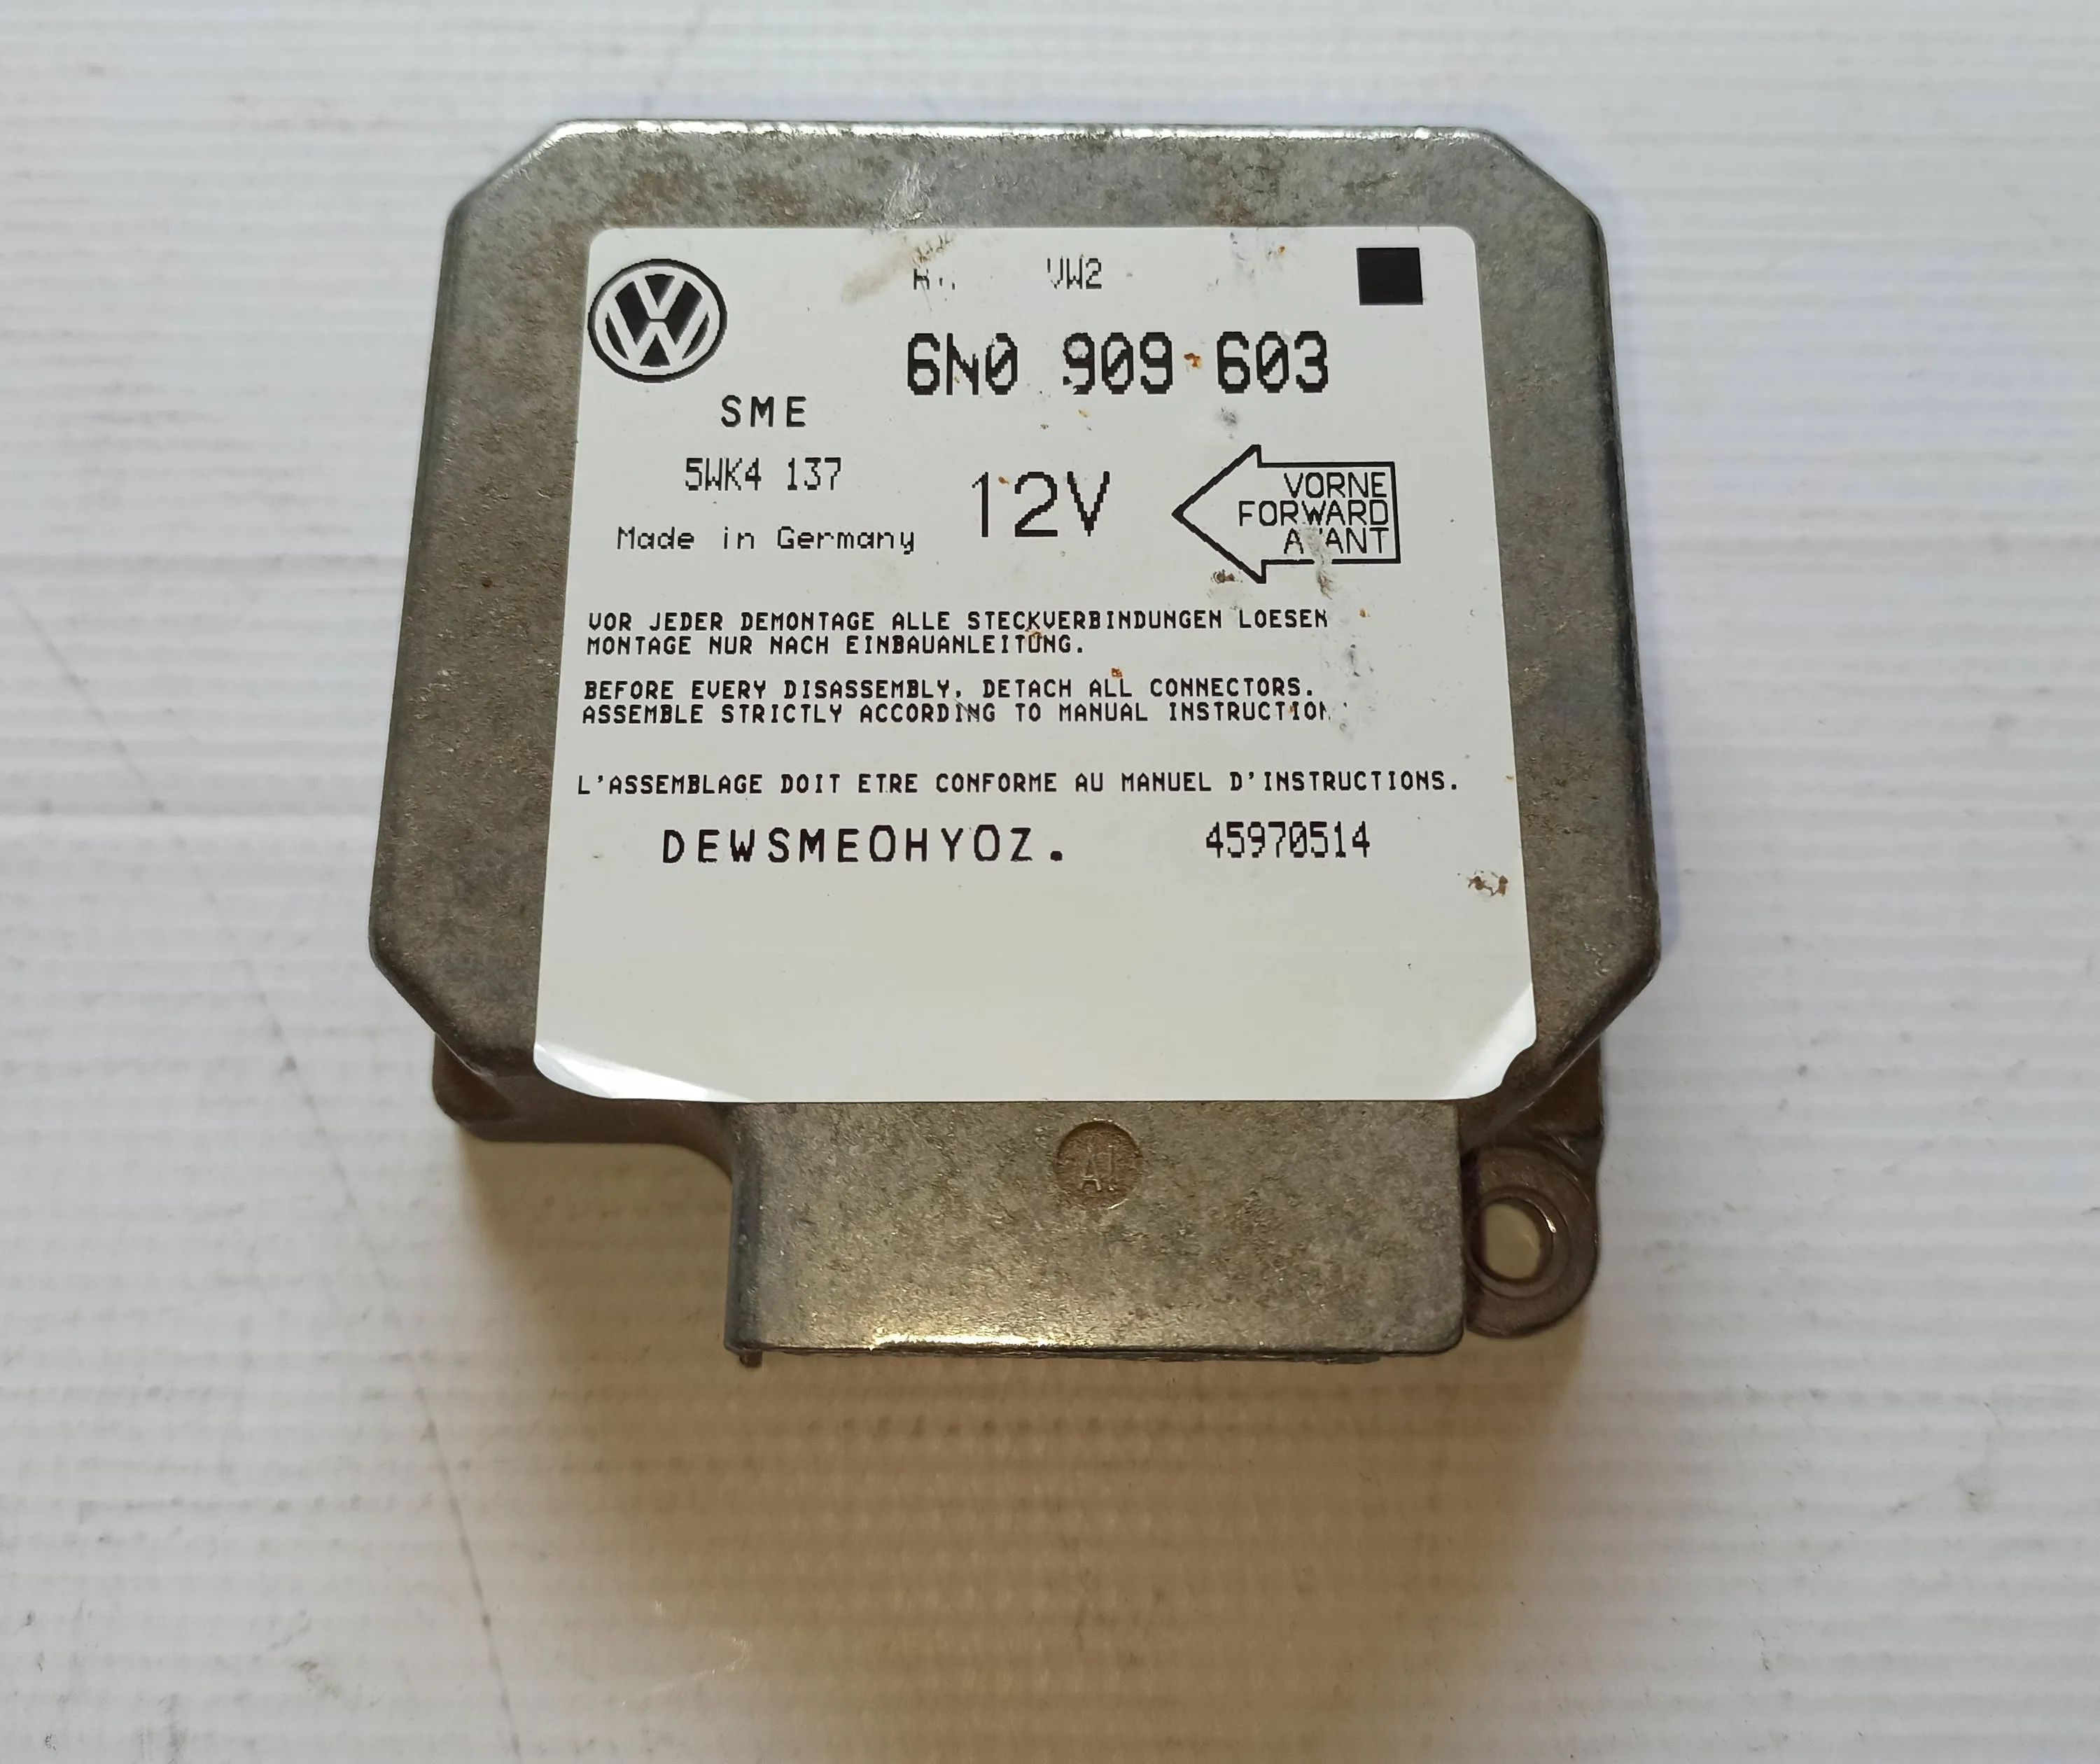 VW2
6N0 909 603
SME
5WK4 137
Made in Germany
12V
VORNE
FORWARD
AVANT
VOR JEDER DEMONTAGE ALLE STECKVERBINDUNGEN LOESEN
MONTAGE NUR NACH EINBAUANLEITUNG.
BEFORE EVERY DISASSEMBLY, DETACH ALL CONNECTORS.
ASSEMBLE STRICTLY ACCORDING TO MANUAL
L'ASSEMBLAGE DOIT ETRE CONFORME AU MANUEL D'INSTRUCTIONS.
DEWSMEOHYOZ. 45970514